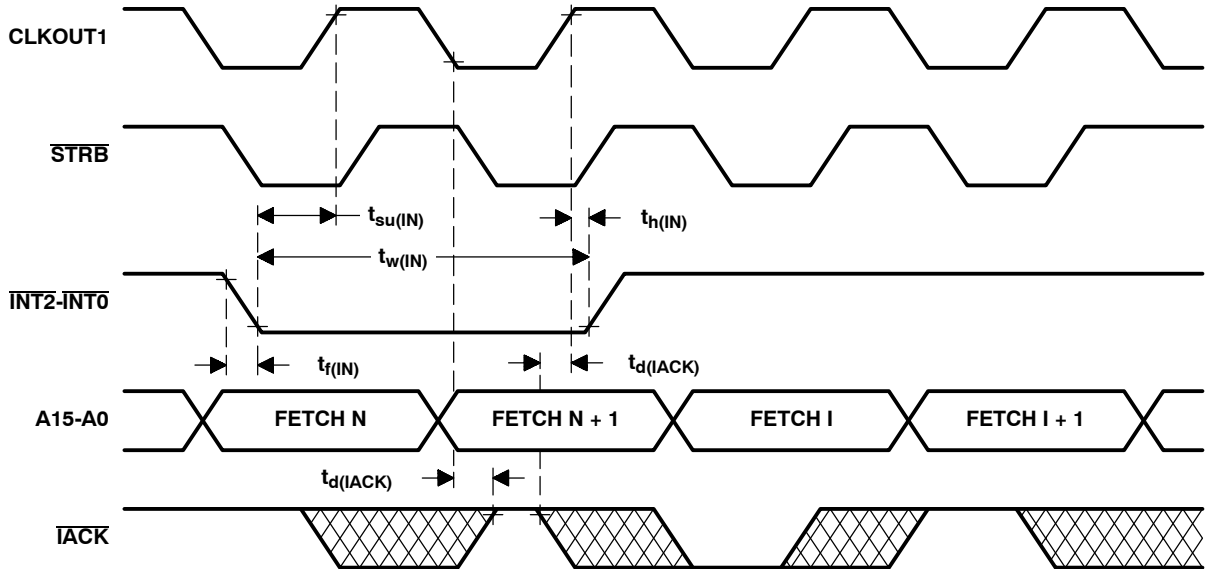 CLKOUT1
STRB
tsu(IN)
th(IN)
tw(IN)
INT2-INT0
tf(IN)
td(IACK)
A15-A0
FETCH N
FETCH N + 1
FETCH I
FETCH I + 1
td(IACK)
IACK